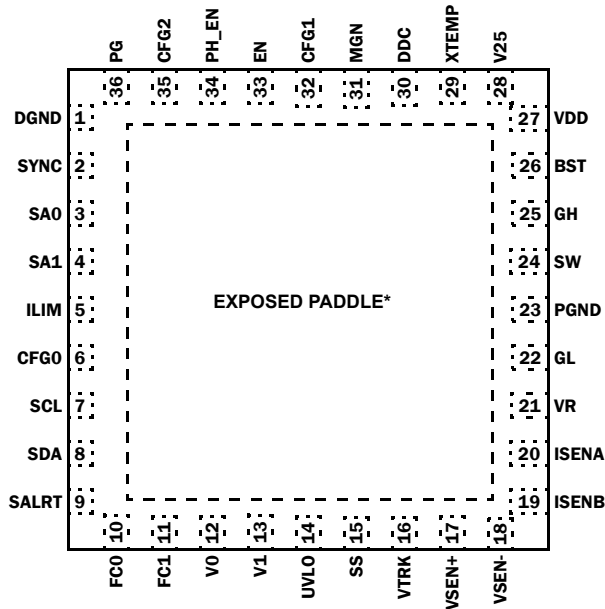 PG CFG2 PH_EN EN CFG1 MGN DDC XTEMP V25
36 35 34 33 32 31 30 29 28
DGND 1 27 VDD
SYNC 2 26 BST
SA0 3 25 GH
SA1 4 24 SW
EXPOSED PADDLE*
ILIM 5 23 PGND
CFG0 6 22 GL
SCL 7 21 VR
SDA 8 20 ISENA
SALRT 9 19 ISENB
10 11 12 13 14 15 16 17 18
FC0 FC1 V0 V1 UVLO SS VTRK VSEN+ VSEN-